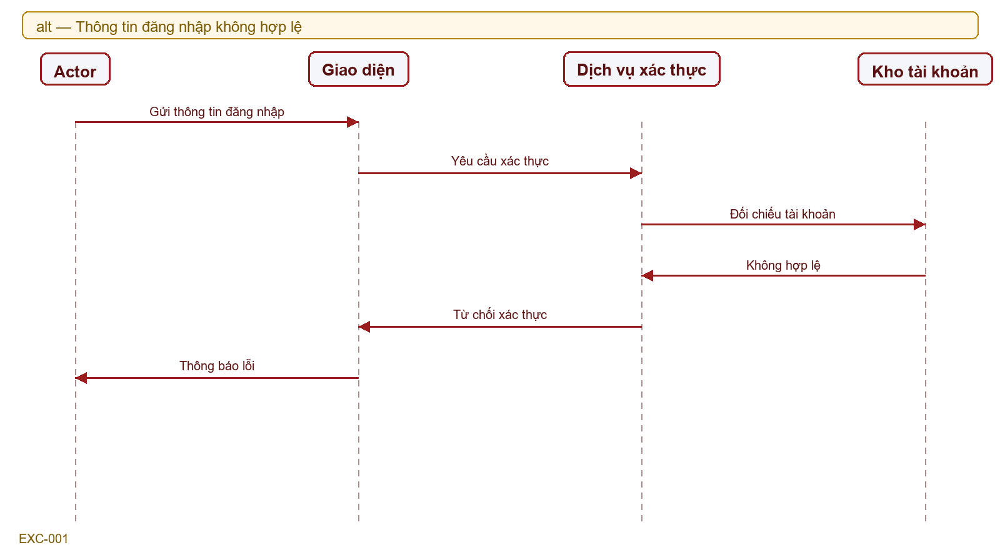 alt — Thông tin đăng nhập không hợp lệ
Actor
Giao diện
Dịch vụ xác thực
Kho tài khoản
Gửi thông tin đăng nhập
Yêu cầu xác thực
Đối chiếu tài khoản
Không hợp lệ
Từ chối xác thực
Thông báo lỗi
EXC-001